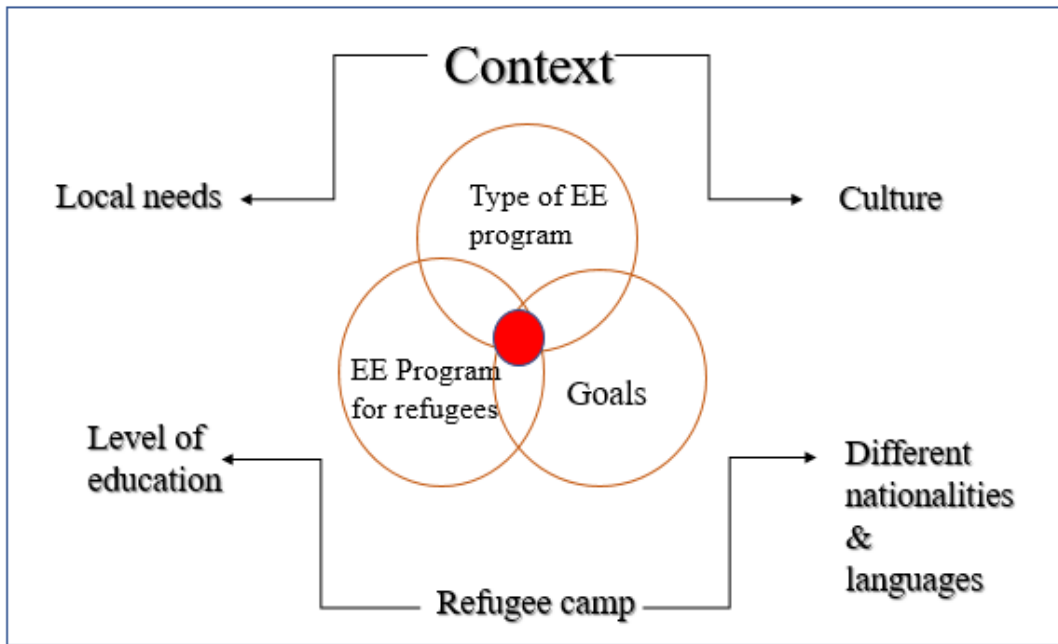 Context
Local needs
Culture
Type of EE
program
EE Program
for refugees
Goals
Level of
education
Different
nationalities
&
languages
Refugee camp